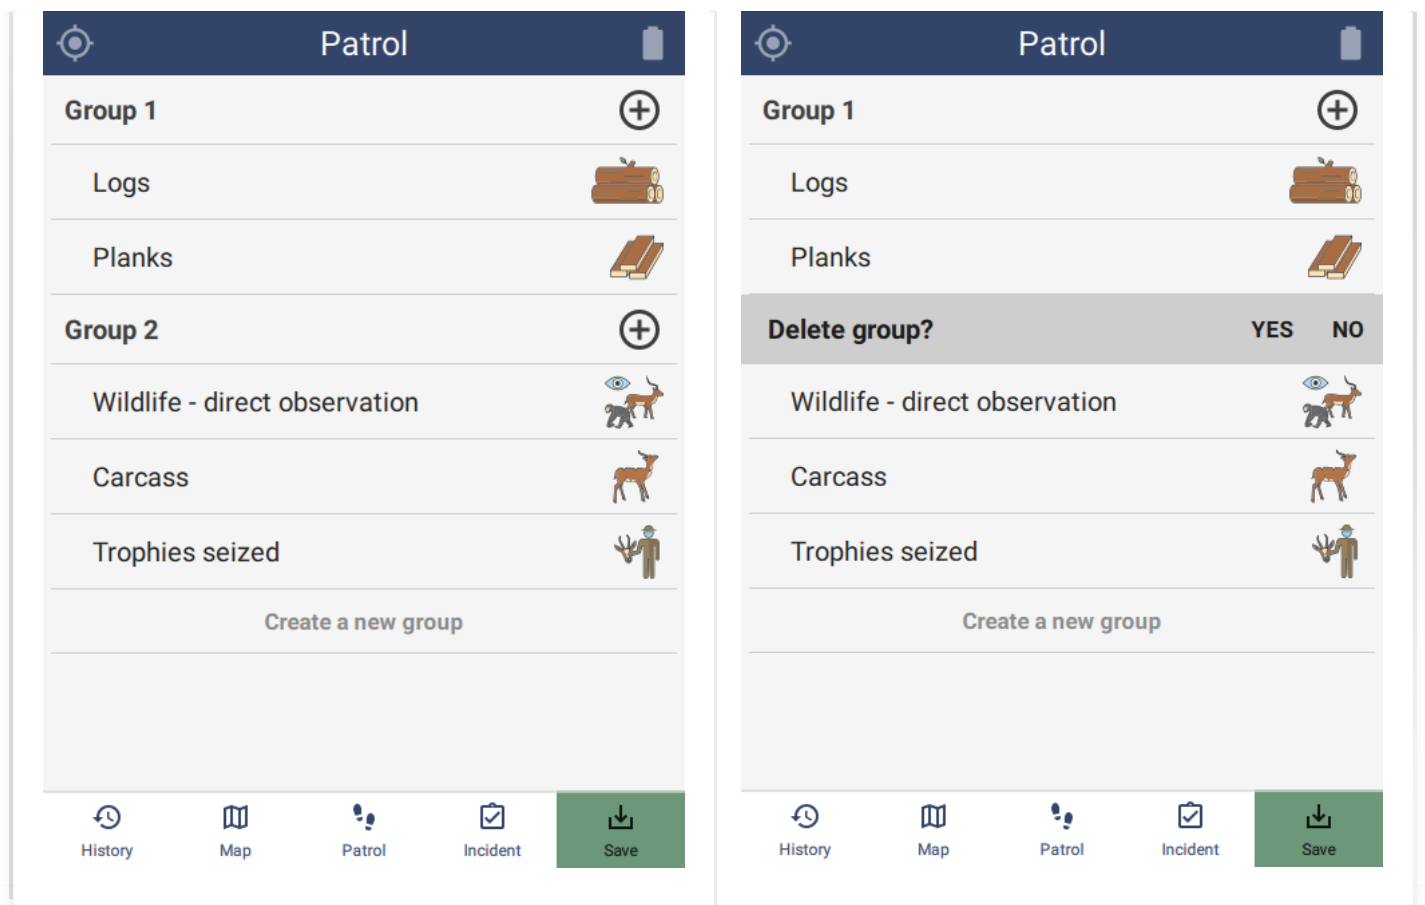 Patrol
Group 1
Logs
Planks
Group 2
Wildlife - direct observation
Carcass
Trophies seized
Create a new group
History
Map
Patrol
Incident
Save
Patrol
Group 1
Logs
Planks
Delete group? YES NO
Wildlife - direct observation
Carcass
Trophies seized
Create a new group
History
Map
Patrol
Incident
Save